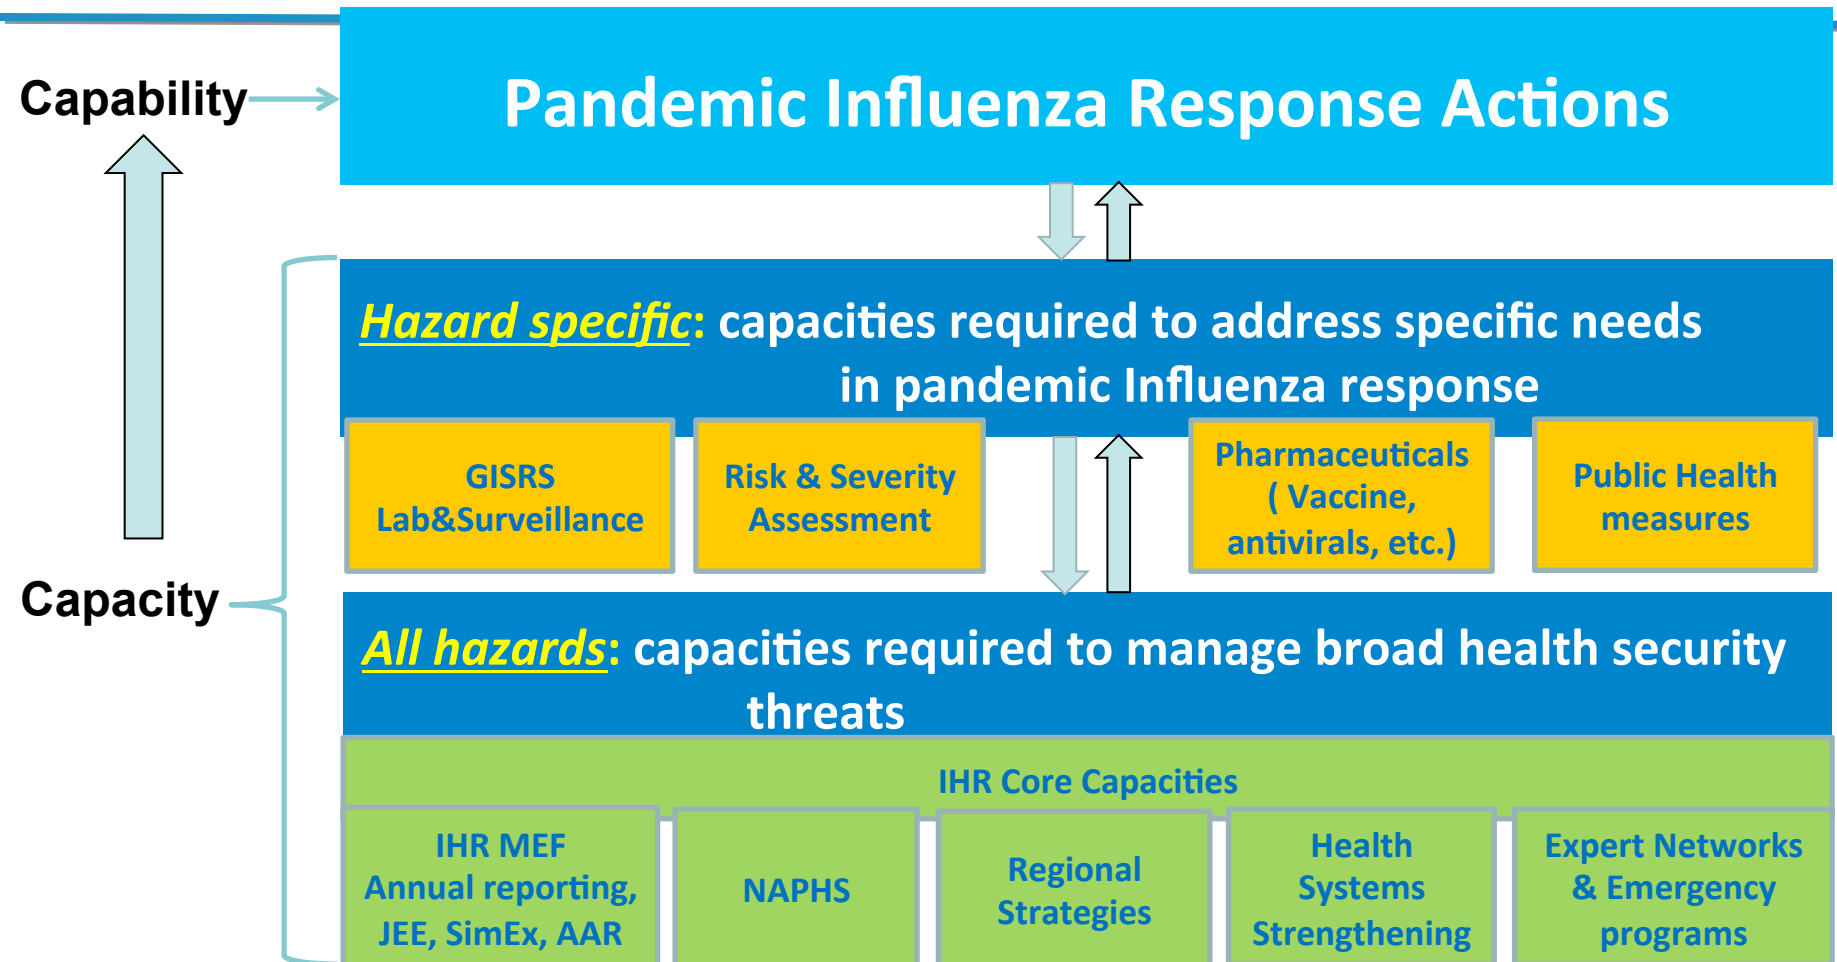 Capability
Pandemic Influenza Response Actions
Hazard specific: capacities required to address specific needs
in pandemic Influenza response
GISRS
Lab&Surveillance
Risk & Severity
Assessment
Pharmaceuticals
( Vaccine,
antivirals, etc.)
Public Health
measures
Capacity
All hazards: capacities required to manage broad health security
threats
IHR Core Capacities
IHR MEF
Annual reporting,
JEE, SimEx, AAR
NAPHS
Regional
Strategies
Health
Systems
Strengthening
Expert Networks
& Emergency
programs